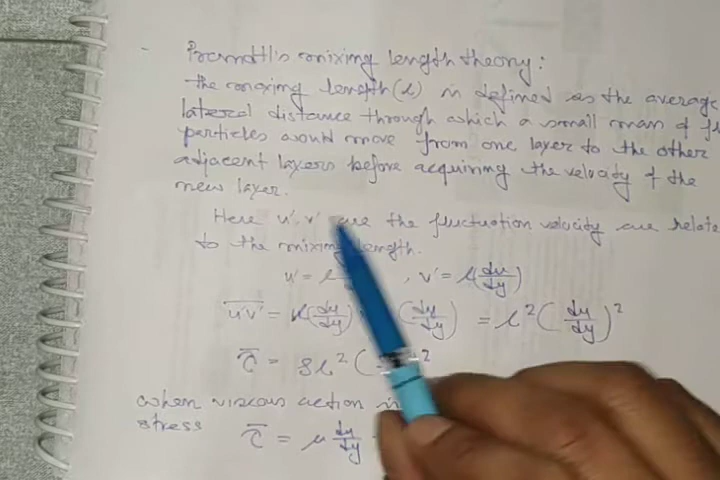 Prandtl's mixing length theory:
the mixing length (l) is defined as the average
lateral distance through which a small mass of
particles would move from one layer to the other
adjacent layers before acquiring the velocity of the
new layer.
Here u', v' are the fluctuation velocity are
to the mixing length.
u' = l , v' = l(du/dy)
u'v' = l(du/dy) (du/dy) = l²(du/dy)²
τ̄ = ρl² ( ²
when viscous action
stress
τ̄ = μ du/dy